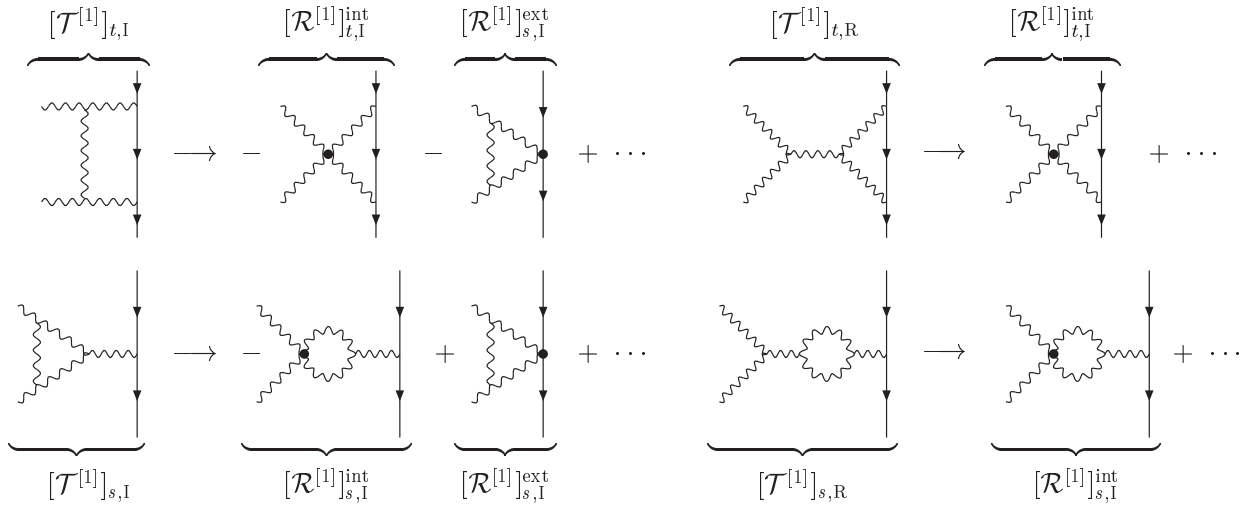 [𝒯^[1]]_{t,I} [ℛ^[1]]^{int}_{t,I} [ℛ^[1]]^{ext}_{s,I} [𝒯^[1]]_{t,R} [ℛ^[1]]^{int}_{t,I}
⟶ − − + ⋯ ⟶ + ⋯
⟶ − + + ⋯ ⟶ + ⋯
[𝒯^[1]]_{s,I} [ℛ^[1]]^{int}_{s,I} [ℛ^[1]]^{ext}_{s,I} [𝒯^[1]]_{s,R} [ℛ^[1]]^{int}_{s,I}